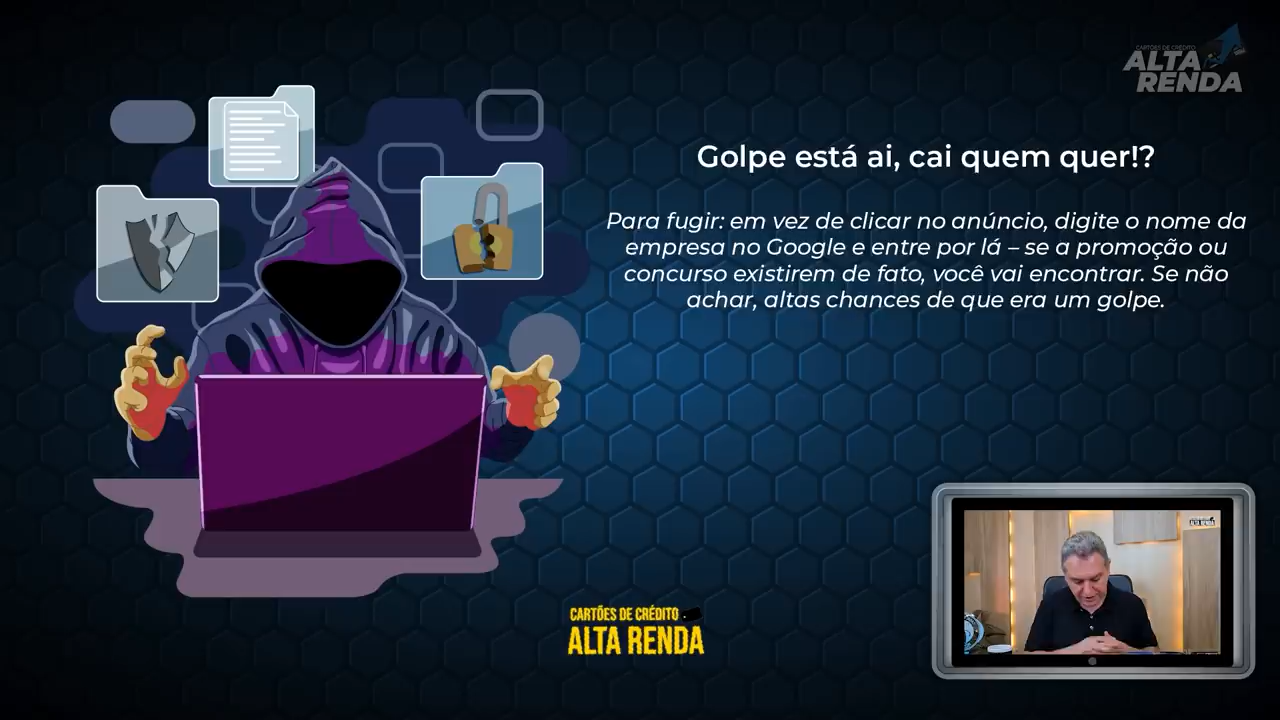 CARTÕES DE CRÉDITO
ALTA
RENDA
Golpe está ai, cai quem quer!?
Para fugir: em vez de clicar no anúncio, digite o nome da
empresa no Google e entre por lá – se a promoção ou
concurso existirem de fato, você vai encontrar. Se não
achar, altas chances de que era um golpe.
CARTÕES DE CRÉDITO
ALTA RENDA
ALTA RENDA